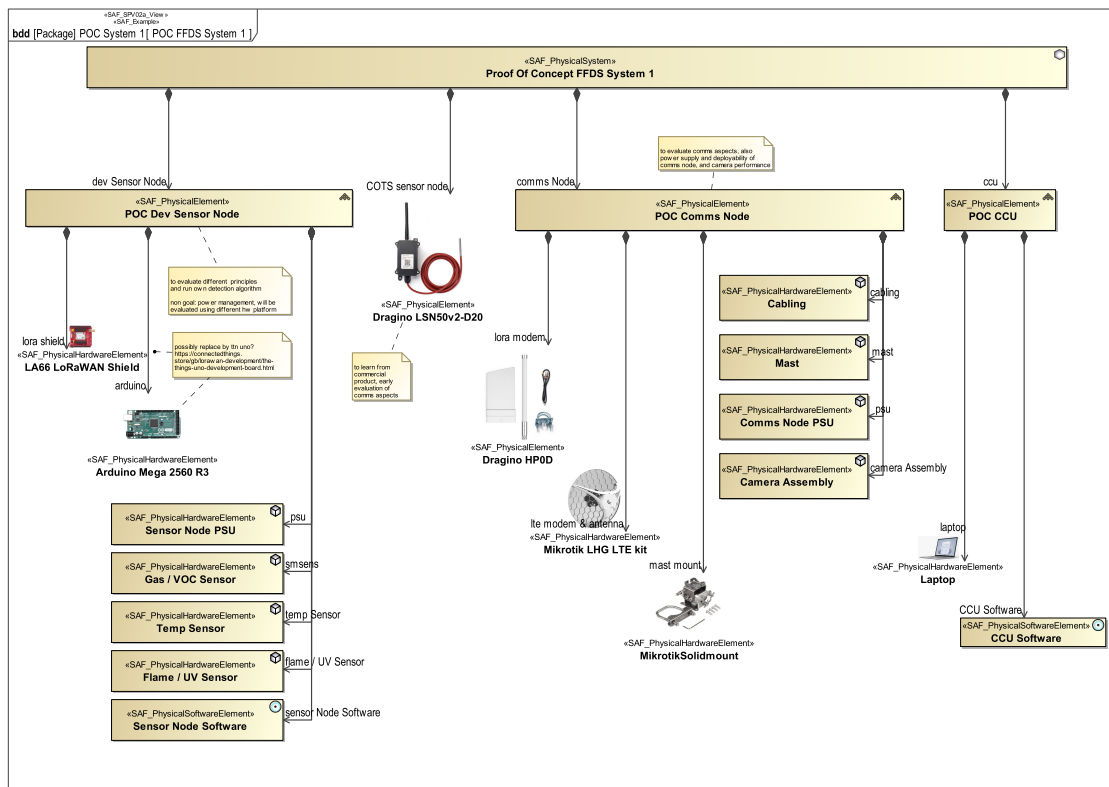 «SAF_SPV02a_View »
«SAF_Example»
bdd [Package] POC System 1[ POC FFDS System 1 ]
«SAF_PhysicalSystem»
Proof Of Concept FFDS System 1
dev Sensor Node
COTS sensor node
comms Node
ccu
to evaluate comms aspects, also
power supply and deployability of
comms node, and camera performance
«SAF_PhysicalElement»
POC Dev Sensor Node
«SAF_PhysicalElement»
POC Comms Node
«SAF_PhysicalElement»
POC CCU
to evaluate different principles
and run own detection algorithm
non goal: power management, will be
evaluated using different hw platform
«SAF_PhysicalElement»
Dragino LSN50v2-D20
lora shield
«SAF_PhysicalHardwareElement»
LA66 LoRaWAN Shield
possibly replace by ttn uno?
https://connectedthings.
store/gb/lorawan-development/the-
things-uno-development-board.html
to learn from
commercial
product, early
evaluation of
comms aspects
arduino
«SAF_PhysicalHardwareElement»
Arduino Mega 2560 R3
lora modem
«SAF_PhysicalElement»
Dragino HP0D
«SAF_PhysicalHardwareElement»
Cabling
cabling
«SAF_PhysicalHardwareElement»
Mast
mast
«SAF_PhysicalHardwareElement»
Comms Node PSU
psu
«SAF_PhysicalHardwareElement»
Camera Assembly
camera Assembly
«SAF_PhysicalHardwareElement»
Sensor Node PSU
psu
«SAF_PhysicalHardwareElement»
Gas / VOC Sensor
smsens
«SAF_PhysicalHardwareElement»
Temp Sensor
temp Sensor
«SAF_PhysicalHardwareElement»
Flame / UV Sensor
flame / UV Sensor
«SAF_PhysicalSoftwareElement»
Sensor Node Software
sensor Node Software
lte modem & antenna
«SAF_PhysicalHardwareElement»
Mikrotik LHG LTE kit
mast mount
«SAF_PhysicalHardwareElement»
MikrotikSolidmount
laptop
«SAF_PhysicalHardwareElement»
Laptop
CCU Software
«SAF_PhysicalSoftwareElement»
CCU Software